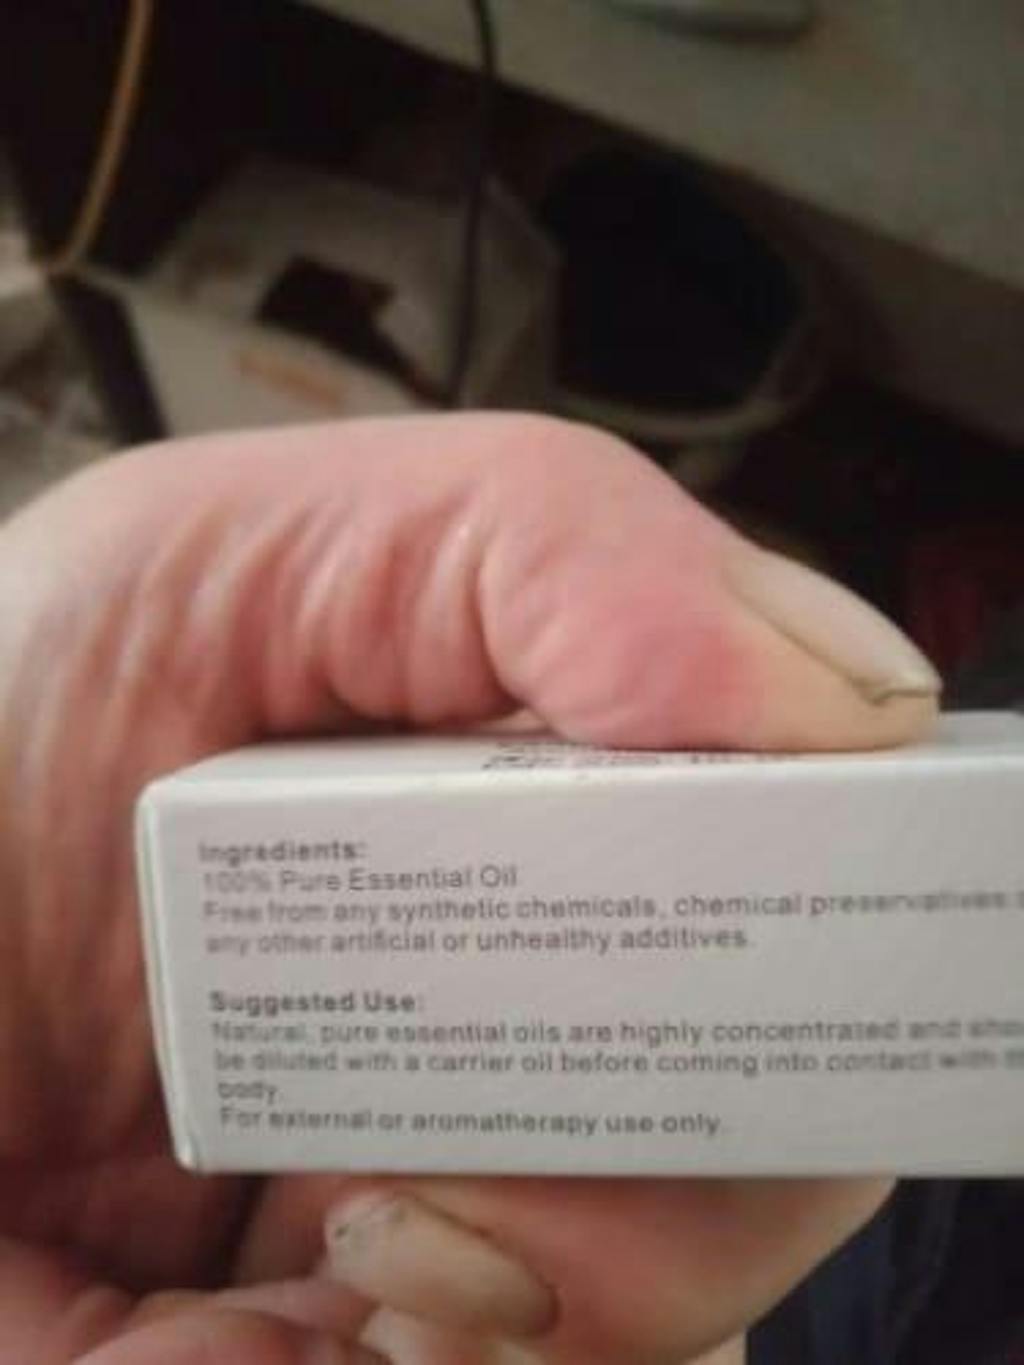 Ingredients:
100% Pure Essential Oil
Free from any synthetic chemicals, chemical preservatives
any other artificial or unhealthy additives.
Suggested Use:
Natural, pure essential oils are highly concentrated and
be diluted with a carrier oil before coming into contact with
body.
For external or aromatherapy use only.